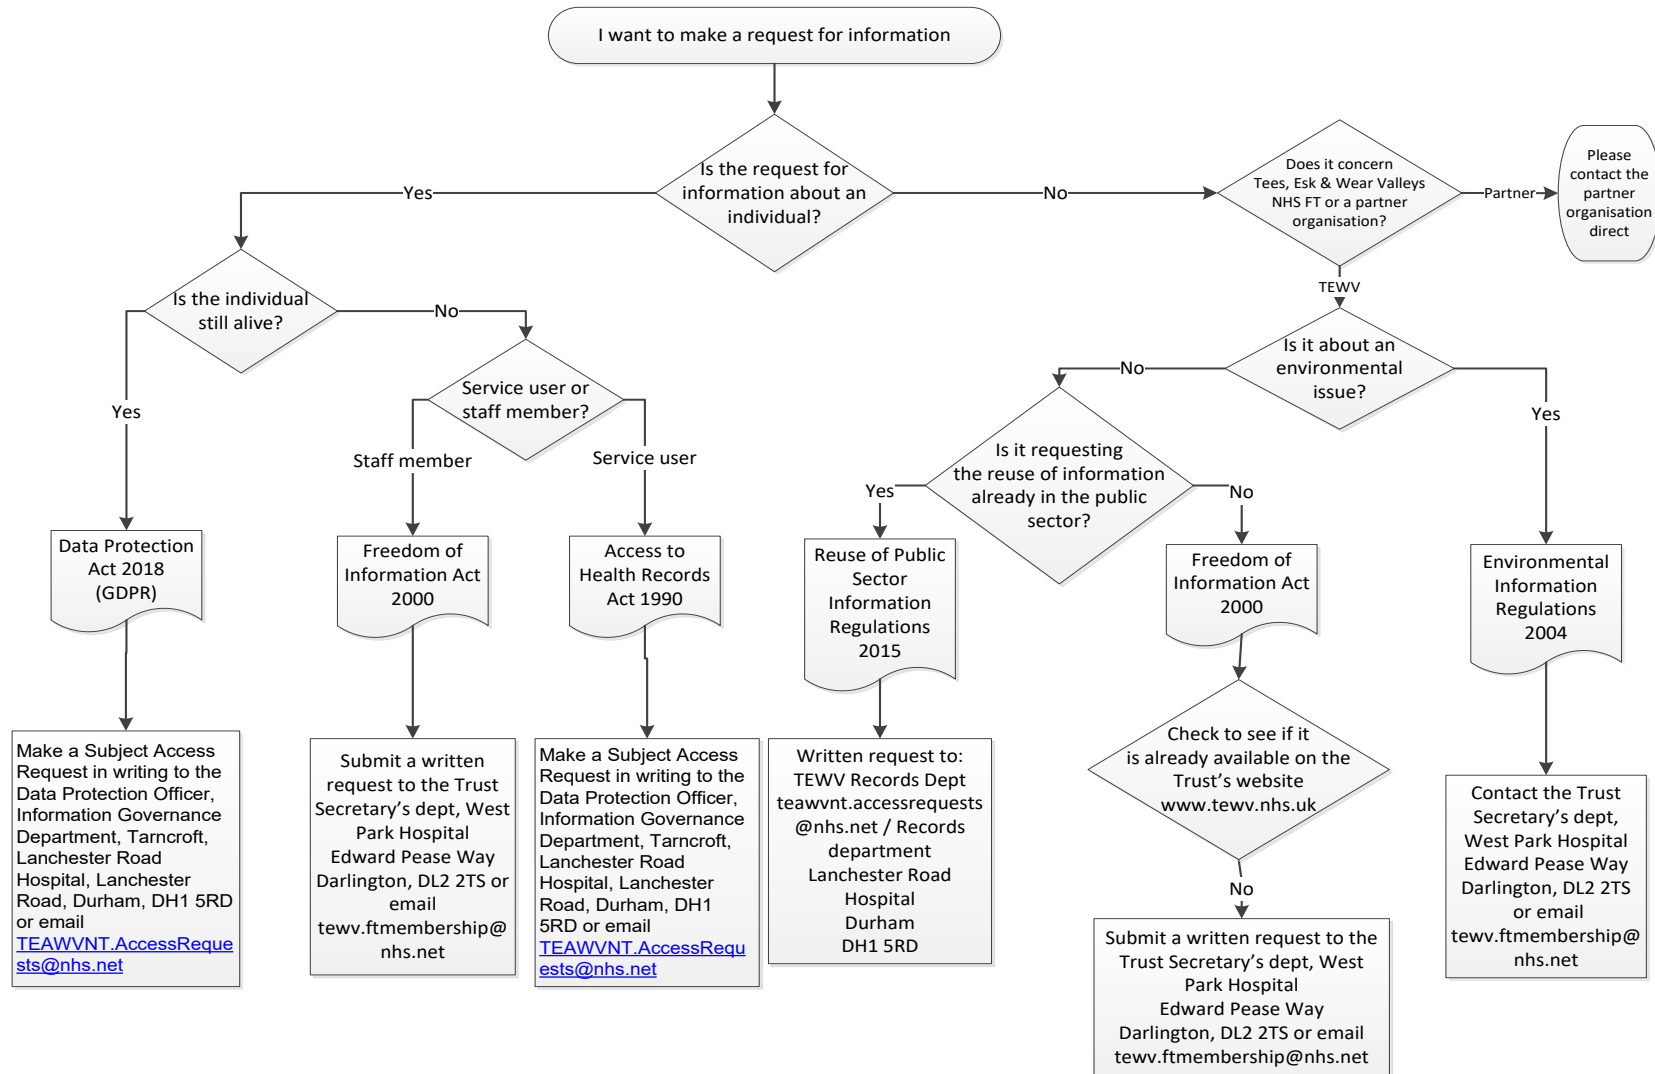 I want to make a request for information
Is the request for
information about an
individual?
Yes
No
Does it concern
Tees, Esk & Wear Valleys
NHS FT or a partner
organisation?
Partner
Please
contact the
partner
organisation
direct
TEWV
Is the individual
still alive?
No
Yes
Service user or
staff member?
Staff member
Service user
Is it about an
environmental
issue?
No
Yes
Is it requesting
the reuse of information
already in the public
sector?
Yes
No
Data Protection
Act 2018
(GDPR)
Freedom of
Information Act
2000
Access to
Health Records
Act 1990
Reuse of Public
Sector
Information
Regulations
2015
Freedom of
Information Act
2000
Environmental
Information
Regulations
2004
Make a Subject Access
Request in writing to the
Data Protection Officer,
Information Governance
Department, Tarncroft,
Lanchester Road
Hospital, Lanchester
Road, Durham, DH1 5RD
or email
TEAWVNT.AccessReque
sts@nhs.net
Submit a written
request to the Trust
Secretary’s dept, West
Park Hospital
Edward Pease Way
Darlington, DL2 2TS or
email
tewv.ftmembership@
nhs.net
Make a Subject Access
Request in writing to the
Data Protection Officer,
Information Governance
Department, Tarncroft,
Lanchester Road
Hospital, Lanchester
Road, Durham, DH1
5RD or email
TEAWVNT.AccessRequ
ests@nhs.net
Written request to:
TEWV Records Dept
teawvnt.accessrequests
@nhs.net / Records
department
Lanchester Road
Hospital
Durham
DH1 5RD
Check to see if it
is already available on the
Trust’s website
www.tewv.nhs.uk
No
Submit a written request to the
Trust Secretary’s dept, West
Park Hospital
Edward Pease Way
Darlington, DL2 2TS or email
tewv.ftmembership@nhs.net
Contact the Trust
Secretary’s dept,
West Park Hospital
Edward Pease Way
Darlington, DL2 2TS
or email
tewv.ftmembership@
nhs.net